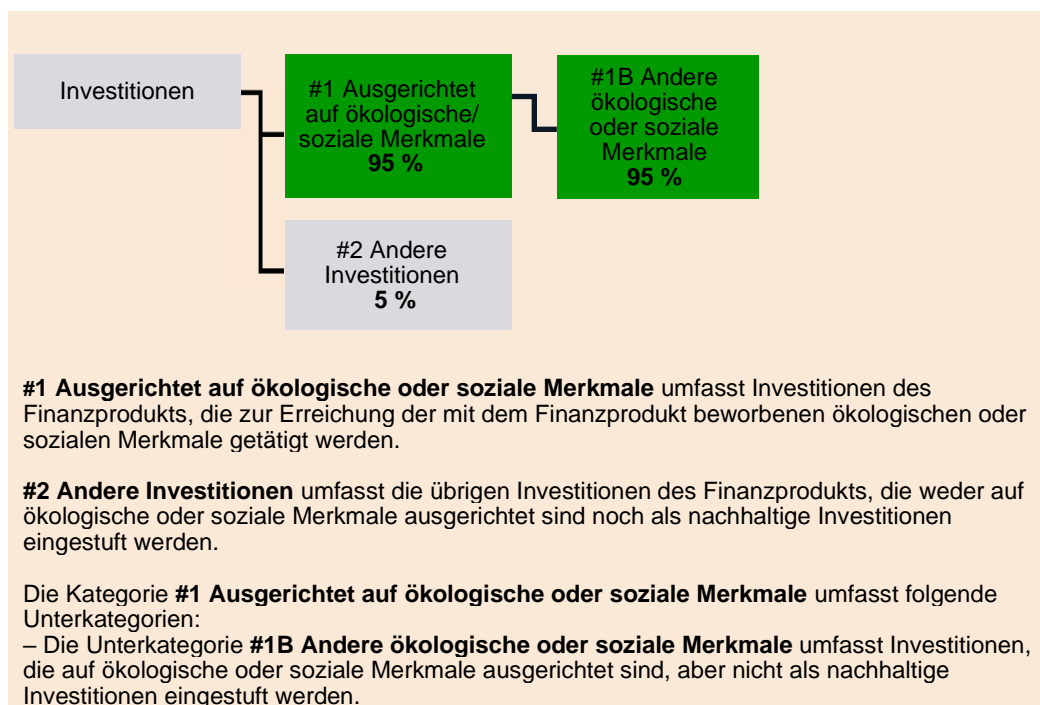 Investitionen
#1 Ausgerichtet
auf ökologische/
soziale Merkmale
95 %
#1B Andere
ökologische
oder soziale
Merkmale
95 %
#2 Andere
Investitionen
5 %
#1 Ausgerichtet auf ökologische oder soziale Merkmale umfasst Investitionen des
Finanzprodukts, die zur Erreichung der mit dem Finanzprodukt beworbenen ökologischen oder
sozialen Merkmale getätigt werden.
#2 Andere Investitionen umfasst die übrigen Investitionen des Finanzprodukts, die weder auf
ökologische oder soziale Merkmale ausgerichtet sind noch als nachhaltige Investitionen
eingestuft werden.
Die Kategorie #1 Ausgerichtet auf ökologische oder soziale Merkmale umfasst folgende
Unterkategorien:
– Die Unterkategorie #1B Andere ökologische oder soziale Merkmale umfasst Investitionen,
die auf ökologische oder soziale Merkmale ausgerichtet sind, aber nicht als nachhaltige
Investitionen eingestuft werden.